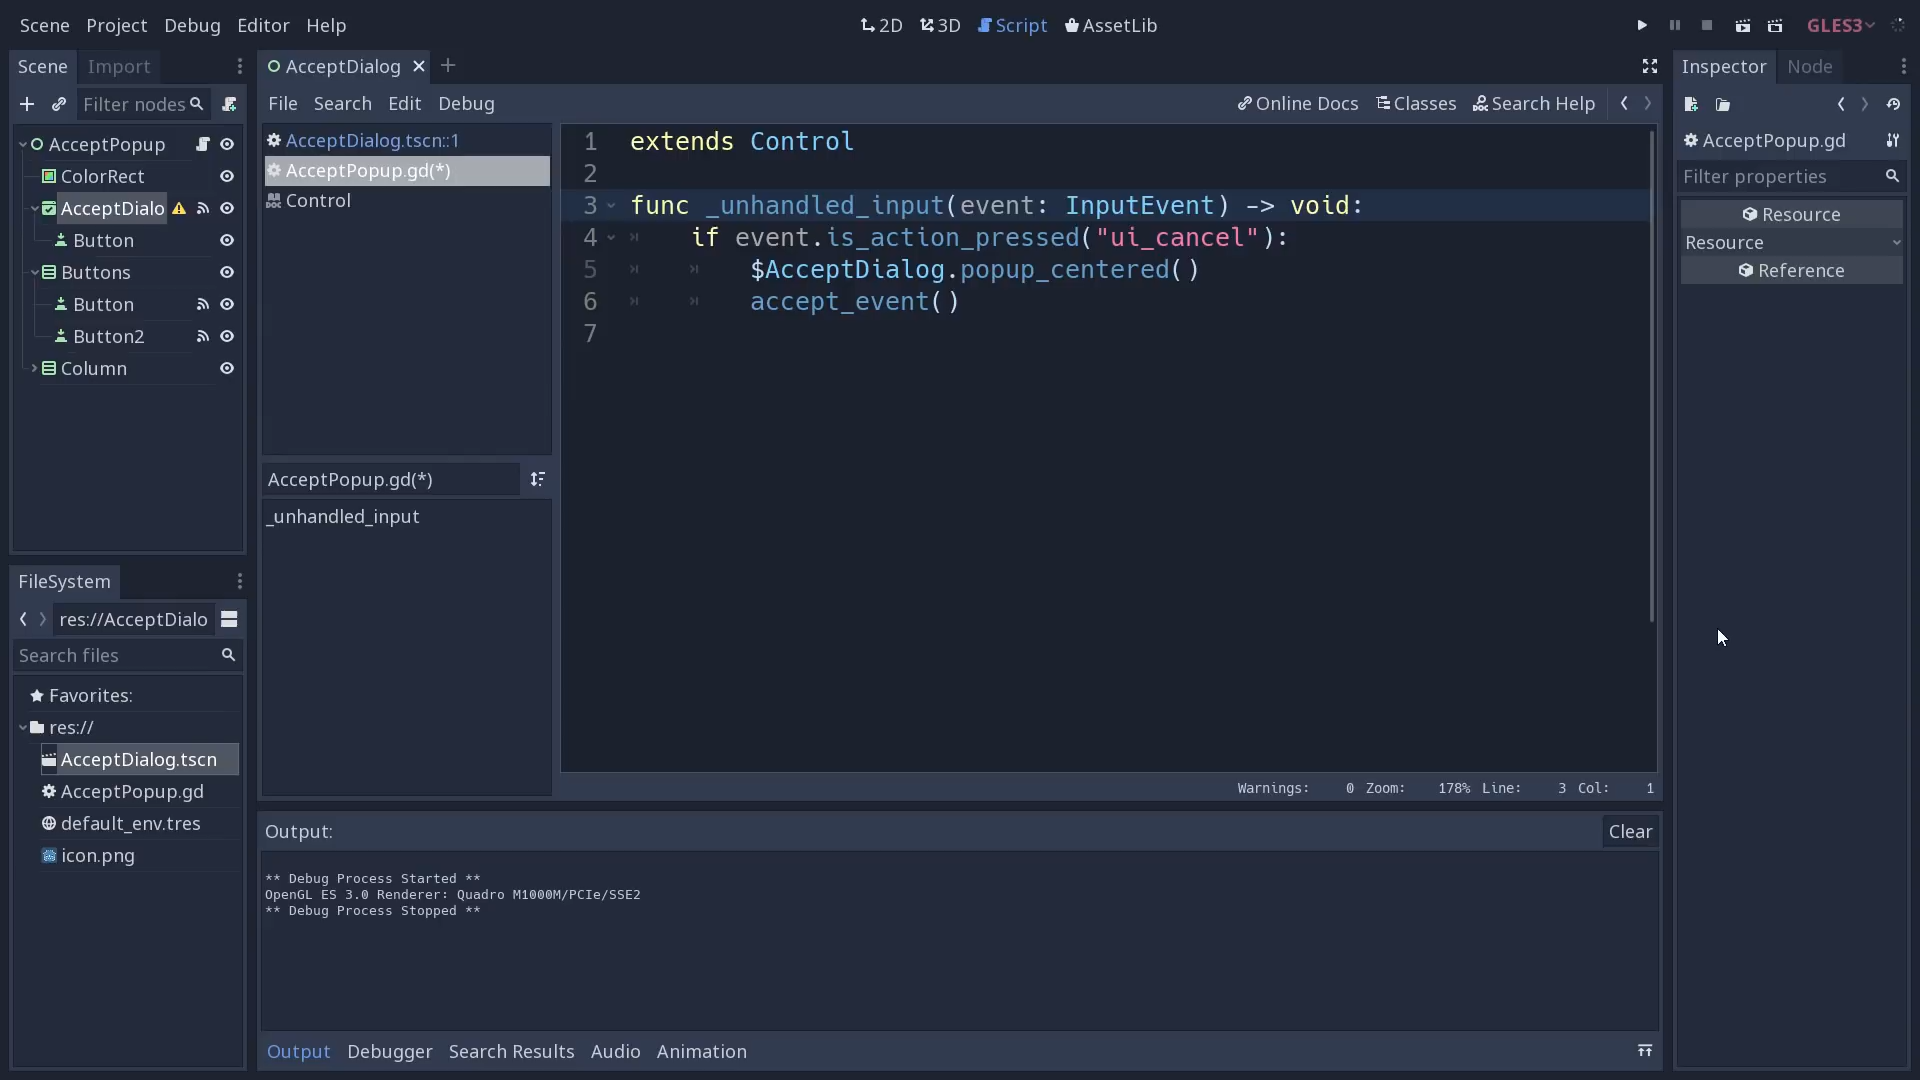 Scene Project Debug Editor Help
2D 3D Script AssetLib
GLES3
Scene Import
Filter nodes
AcceptPopup
ColorRect
AcceptDialo
Button
Buttons
Button
Button2
Column
FileSystem
res://AcceptDialo
Search files
Favorites:
res://
AcceptDialog.tscn
AcceptPopup.gd
default_env.tres
icon.png
AcceptDialog
File Search Edit Debug
Online Docs Classes Search Help
AcceptDialog.tscn::1
AcceptPopup.gd(*)
Control
AcceptPopup.gd(*)
_unhandled_input
1 extends Control
2
3 func _unhandled_input(event: InputEvent) -> void:
4 if event.is_action_pressed("ui_cancel"):
5 $AcceptDialog.popup_centered()
6 accept_event()
7
Warnings: 0 Zoom: 178% Line: 3 Col: 1
Output:
Clear
** Debug Process Started **
OpenGL ES 3.0 Renderer: Quadro M1000M/PCIe/SSE2
** Debug Process Stopped **
Output Debugger Search Results Audio Animation
Inspector Node
AcceptPopup.gd
Filter properties
Resource
Resource
Reference